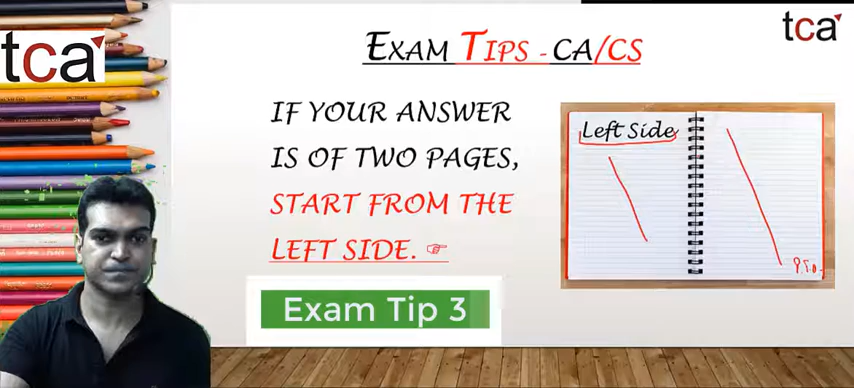 tca
EXAM TIPS - CA/CS
tca
IF YOUR ANSWER
IS OF TWO PAGES,
START FROM THE
LEFT SIDE. ☞
Left Side
P.T.O.
Exam Tip 3